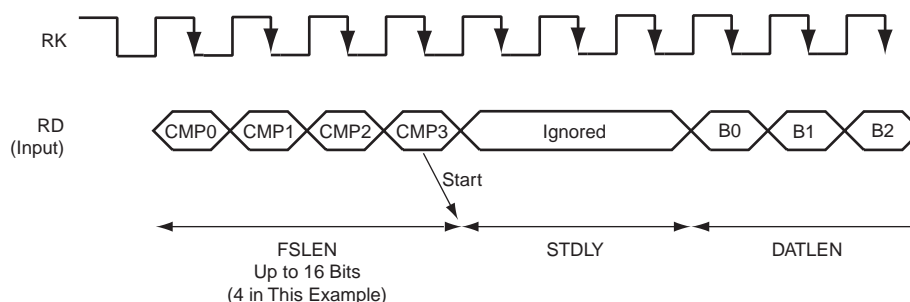 RK
RD
(Input)
CMP0 CMP1 CMP2 CMP3 Ignored B0 B1 B2
Start
FSLEN STDLY DATLEN
Up to 16 Bits
(4 in This Example)